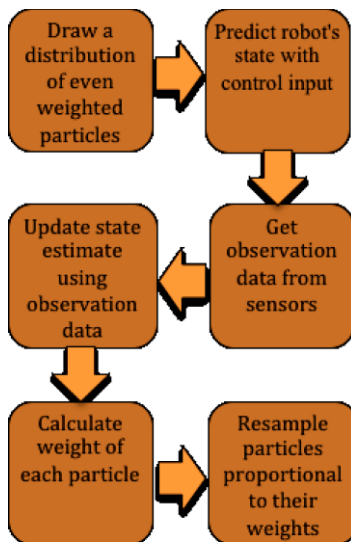 Draw a
distribution
of even
weighted
particles
Predict robot's
state with
control input
Get
observation
data from
sensors
Update state
estimate
using
observation
data
Calculate
weight of
each particle
Resample
particles
proportional
to their
weights